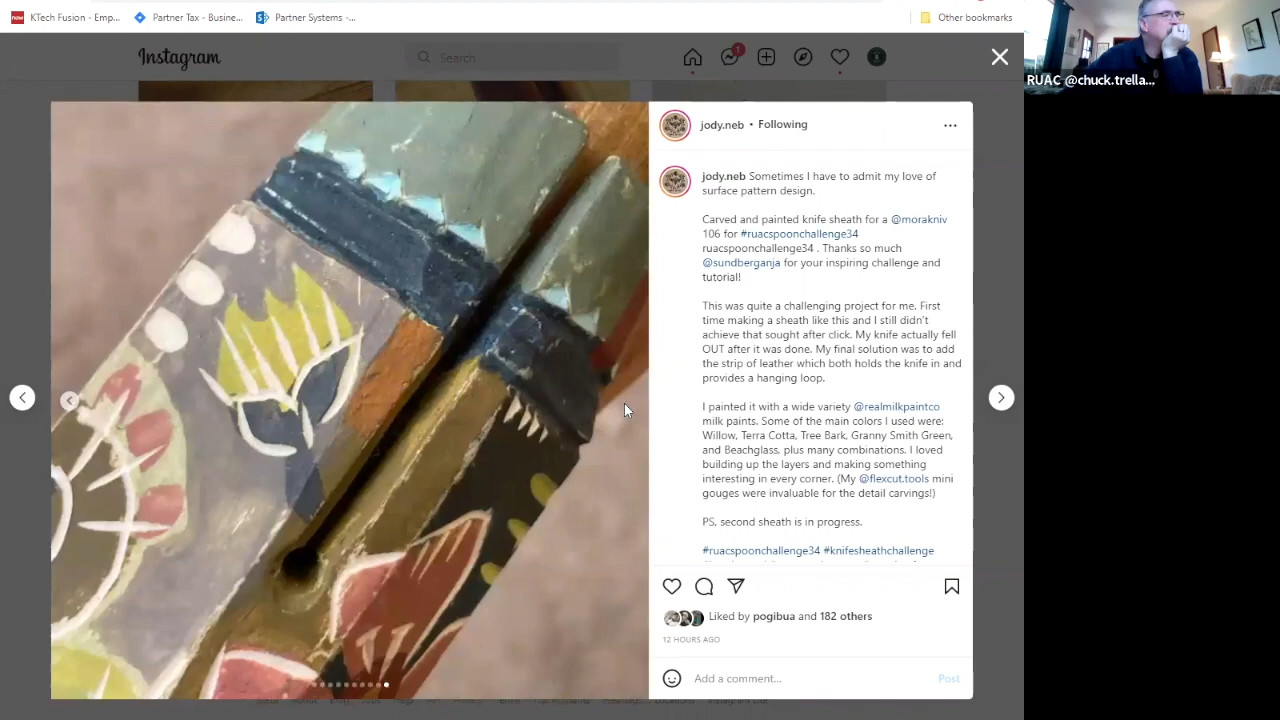 KTech Fusion - Emp...
Partner Tax - Busine...
Partner Systems -...
Other bookmarks
RUAC @chuck.trella...
Instagram
Search
1
jody.neb • Following
jody.neb Sometimes I have to admit my love of
surface pattern design.
Carved and painted knife sheath for a @morakniv
106 for #ruacspoonchallenge34
ruacspoonchallenge34 . Thanks so much
@sundberganja for your inspiring challenge and
tutorial!
This was quite a challenging project for me. First
time making a sheath like this and I still didn't
achieve that sought after click. My knife actually fell
OUT after it was done. My final solution was to add
the strip of leather which both holds the knife in and
provides a hanging loop.
I painted it with a wide variety @realmilkpaintco
milk paints. Some of the main colors I used were:
Willow, Terra Cotta, Tree Bark, Granny Smith Green,
and Beachglass, plus many combinations. I loved
building up the layers and making something
interesting in every corner. (My @flexcut.tools mini
gouges were invaluable for the detail carvings!)
PS, second sheath is in progress.
#ruacspoonchallenge34 #knifesheathchallenge
Liked by pogibua and 182 others
12 HOURS AGO
Add a comment...
Post